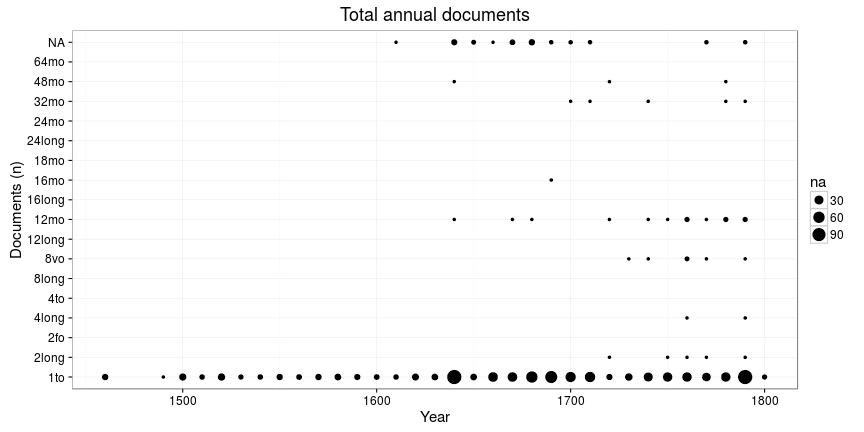 Total annual documents
Documents (n)
NA
64mo
48mo
32mo
24mo
24long
18mo
16mo
16long
12mo
12long
8vo
8long
4to
4long
2fo
2long
1to
1500 1600 1700 1800
Year
na
30
60
90